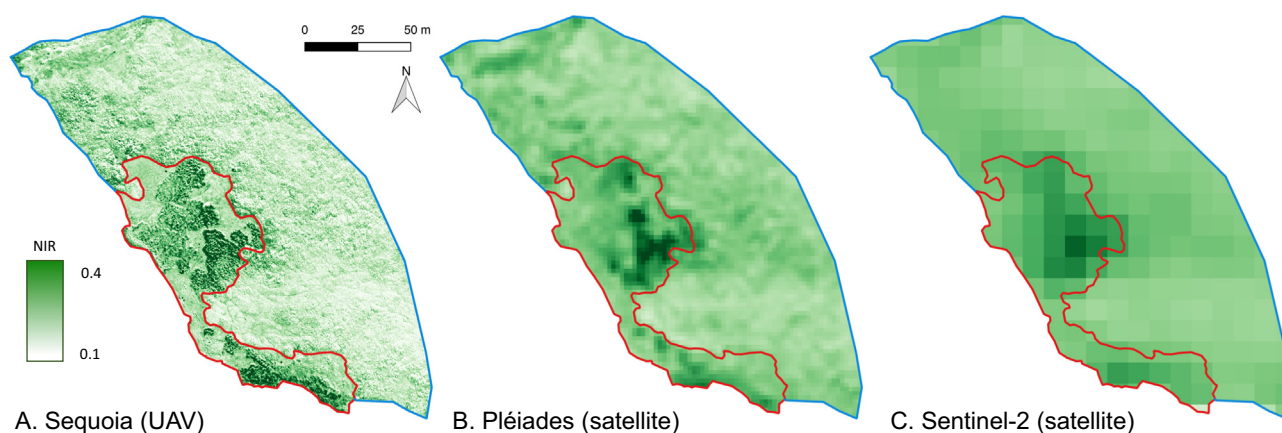 0 25 50 m
N
NIR
0.4
0.1
A. Sequoia (UAV)
B. Pléiades (satellite)
C. Sentinel-2 (satellite)